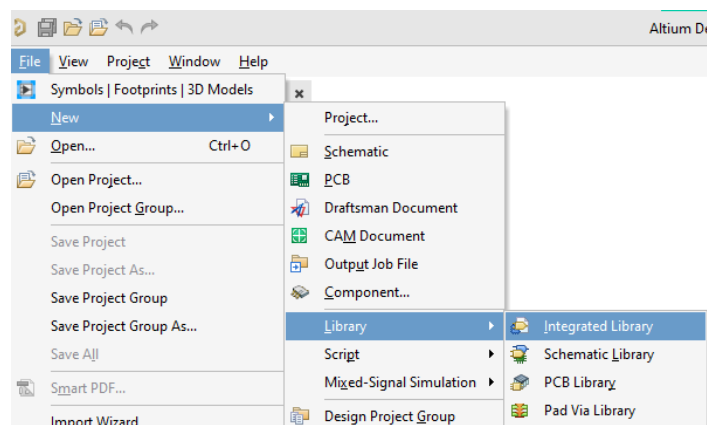 Altium De
File View Project Window Help
Symbols | Footprints | 3D Models
New
Open... Ctrl+O
Open Project...
Open Project Group...
Save Project
Save Project As...
Save Project Group
Save Project Group As...
Save All
Smart PDF...
Import Wizard
Project...
Schematic
PCB
Draftsman Document
CAM Document
Output Job File
Component...
Library
Script
Mixed-Signal Simulation
Design Project Group
Integrated Library
Schematic Library
PCB Library
Pad Via Library